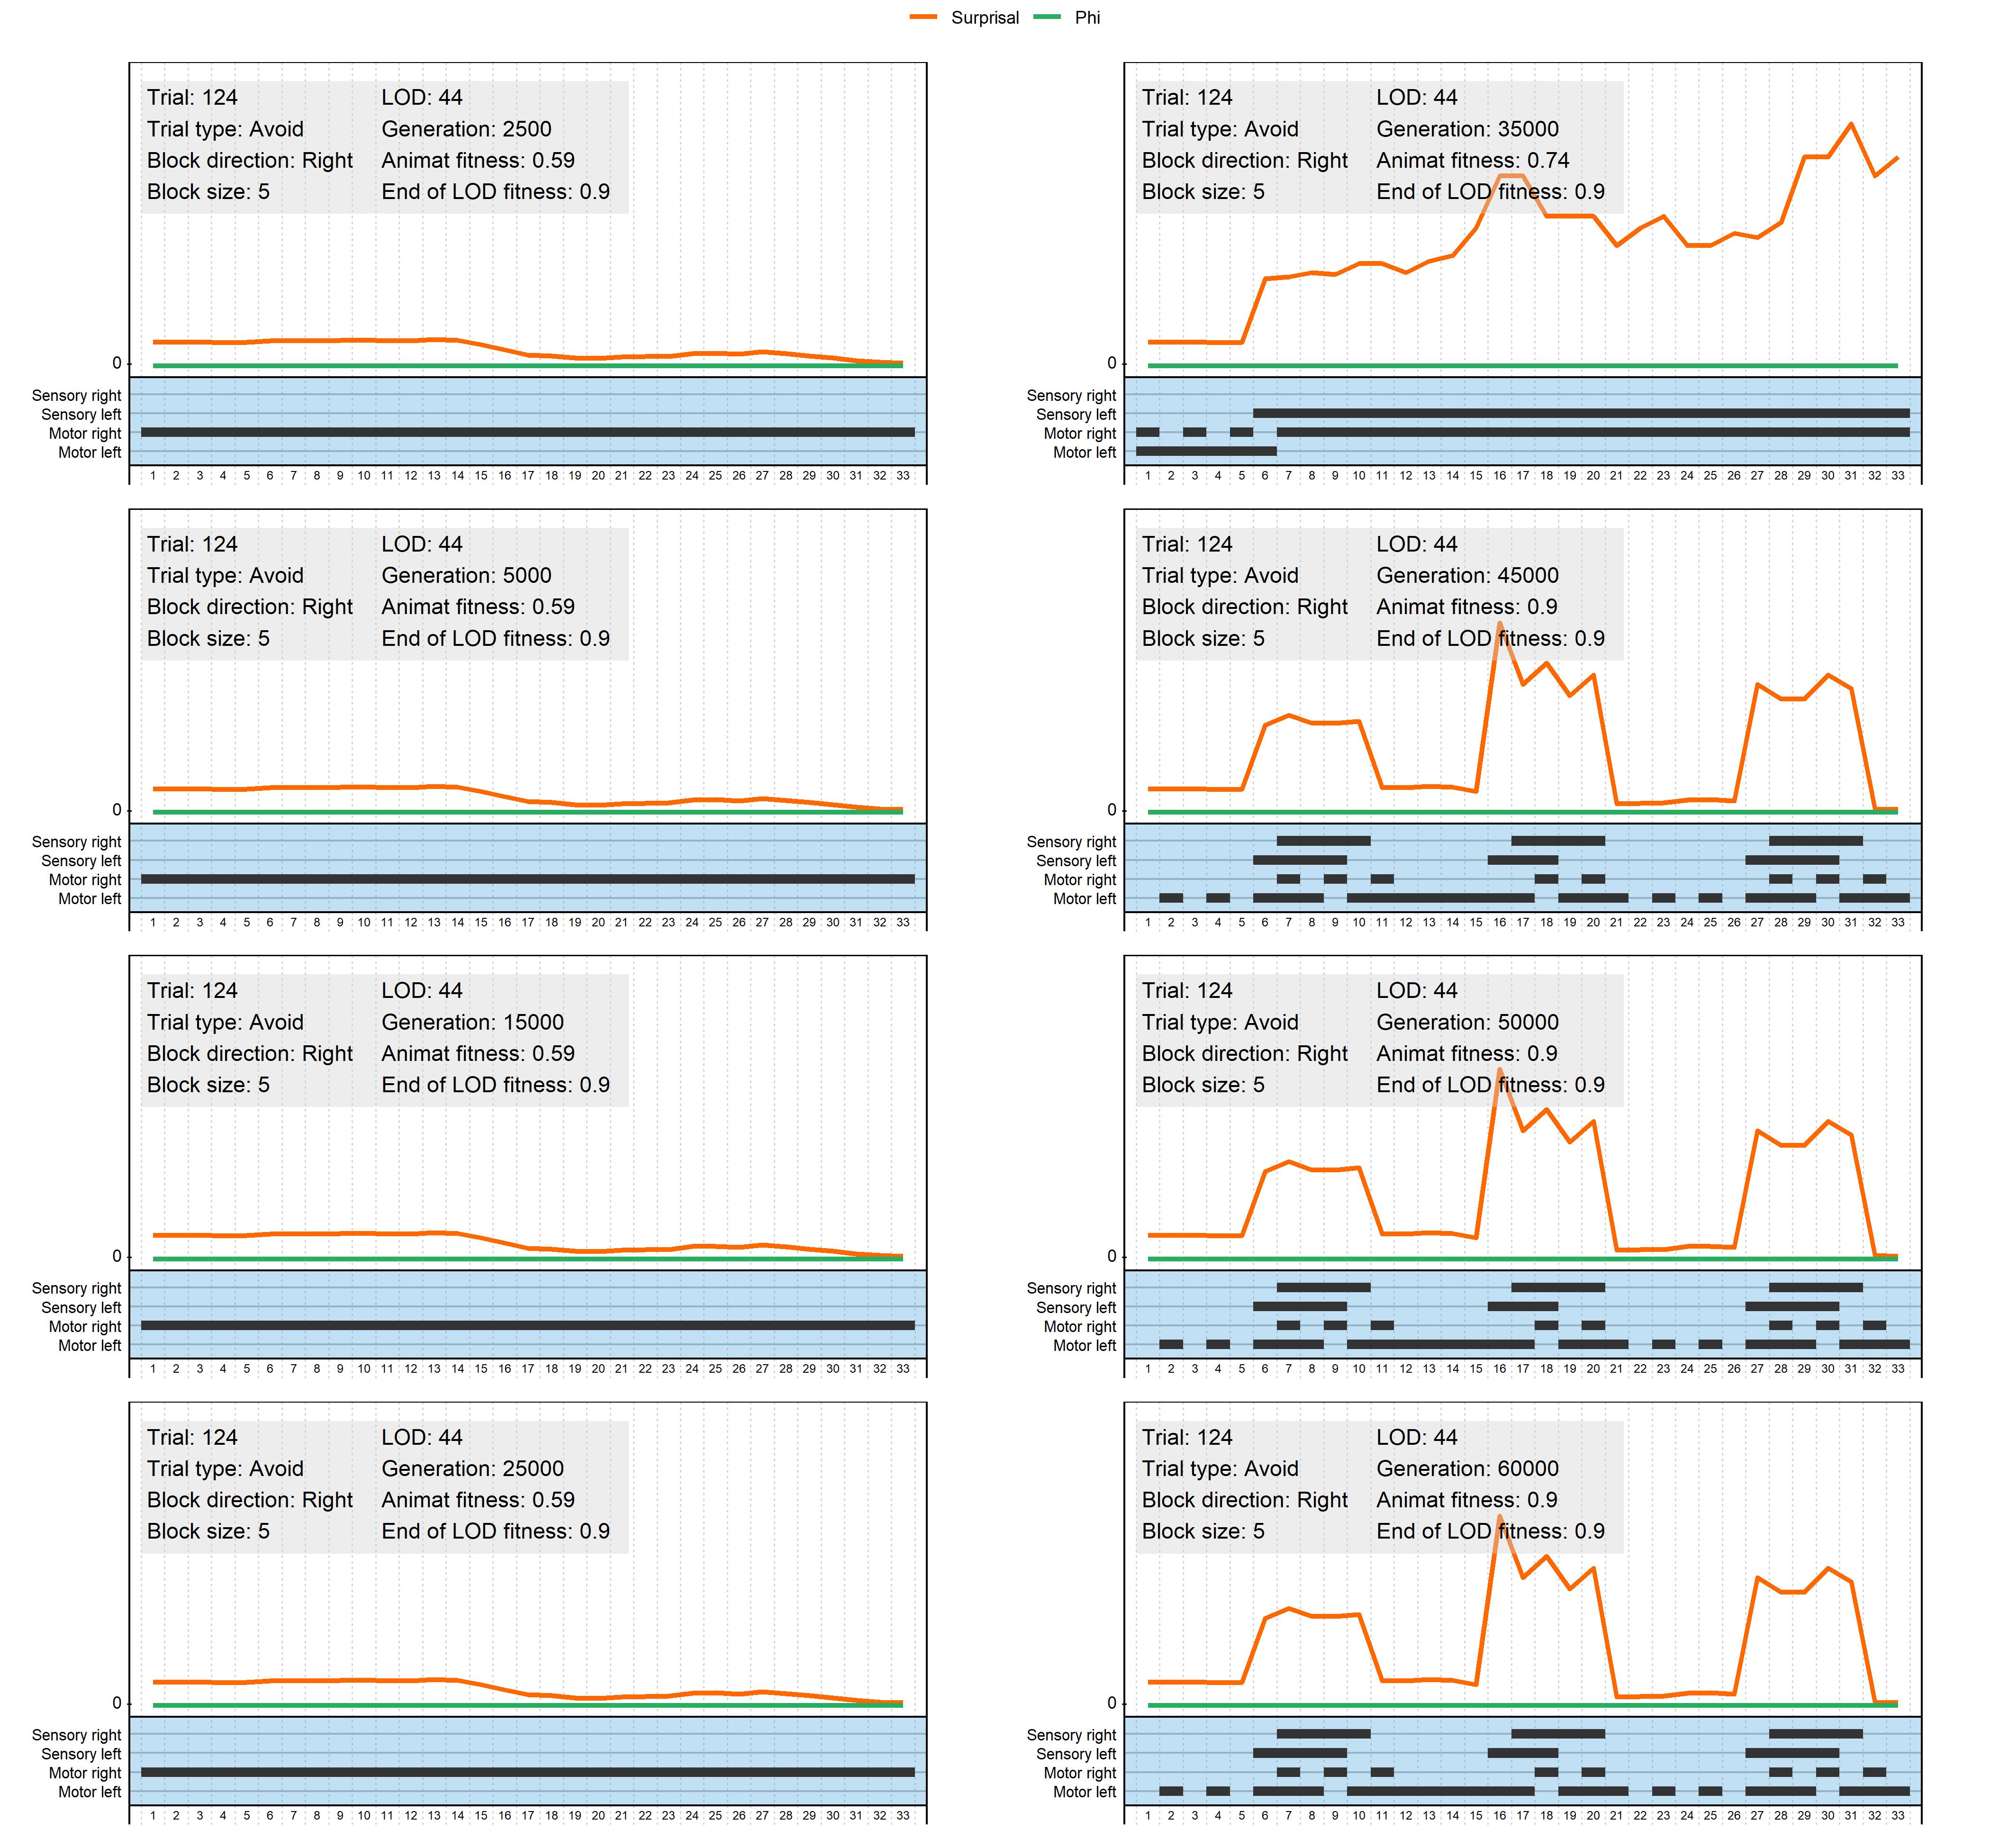 Surprisal Phi
Trial: 124 LOD: 44
Trial type: Avoid Generation: 2500
Block direction: Right Animat fitness: 0.59
Block size: 5 End of LOD fitness: 0.9
0
Sensory right
Sensory left
Motor right
Motor left
1 2 3 4 5 6 7 8 9 10 11 12 13 14 15 16 17 18 19 20 21 22 23 24 25 26 27 28 29 30 31 32 33
Trial: 124 LOD: 44
Trial type: Avoid Generation: 35000
Block direction: Right Animat fitness: 0.74
Block size: 5 End of LOD fitness: 0.9
0
Sensory right
Sensory left
Motor right
Motor left
1 2 3 4 5 6 7 8 9 10 11 12 13 14 15 16 17 18 19 20 21 22 23 24 25 26 27 28 29 30 31 32 33
Trial: 124 LOD: 44
Trial type: Avoid Generation: 5000
Block direction: Right Animat fitness: 0.59
Block size: 5 End of LOD fitness: 0.9
0
Sensory right
Sensory left
Motor right
Motor left
1 2 3 4 5 6 7 8 9 10 11 12 13 14 15 16 17 18 19 20 21 22 23 24 25 26 27 28 29 30 31 32 33
Trial: 124 LOD: 44
Trial type: Avoid Generation: 45000
Block direction: Right Animat fitness: 0.9
Block size: 5 End of LOD fitness: 0.9
0
Sensory right
Sensory left
Motor right
Motor left
1 2 3 4 5 6 7 8 9 10 11 12 13 14 15 16 17 18 19 20 21 22 23 24 25 26 27 28 29 30 31 32 33
Trial: 124 LOD: 44
Trial type: Avoid Generation: 15000
Block direction: Right Animat fitness: 0.59
Block size: 5 End of LOD fitness: 0.9
0
Sensory right
Sensory left
Motor right
Motor left
1 2 3 4 5 6 7 8 9 10 11 12 13 14 15 16 17 18 19 20 21 22 23 24 25 26 27 28 29 30 31 32 33
Trial: 124 LOD: 44
Trial type: Avoid Generation: 50000
Block direction: Right Animat fitness: 0.9
Block size: 5 End of LOD fitness: 0.9
0
Sensory right
Sensory left
Motor right
Motor left
1 2 3 4 5 6 7 8 9 10 11 12 13 14 15 16 17 18 19 20 21 22 23 24 25 26 27 28 29 30 31 32 33
Trial: 124 LOD: 44
Trial type: Avoid Generation: 25000
Block direction: Right Animat fitness: 0.59
Block size: 5 End of LOD fitness: 0.9
0
Sensory right
Sensory left
Motor right
Motor left
1 2 3 4 5 6 7 8 9 10 11 12 13 14 15 16 17 18 19 20 21 22 23 24 25 26 27 28 29 30 31 32 33
Trial: 124 LOD: 44
Trial type: Avoid Generation: 60000
Block direction: Right Animat fitness: 0.9
Block size: 5 End of LOD fitness: 0.9
0
Sensory right
Sensory left
Motor right
Motor left
1 2 3 4 5 6 7 8 9 10 11 12 13 14 15 16 17 18 19 20 21 22 23 24 25 26 27 28 29 30 31 32 33